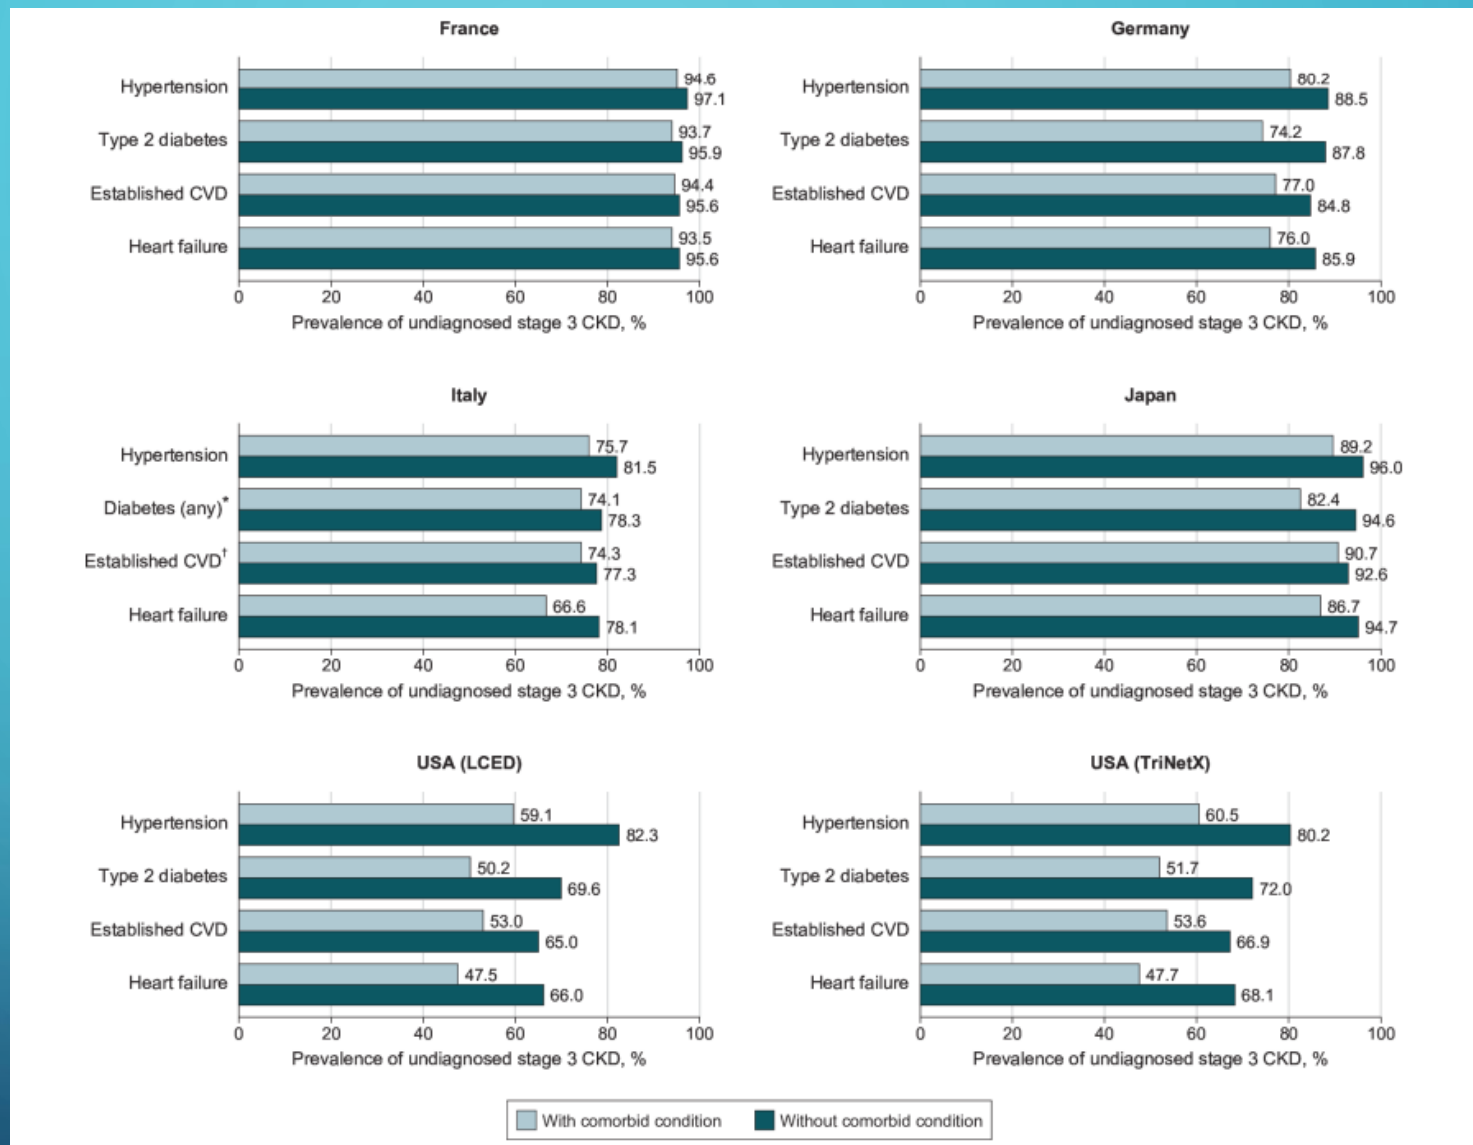 France
Hypertension
94.6
97.1
Type 2 diabetes
93.7
95.9
Established CVD
94.4
95.6
Heart failure
93.5
95.6
0 20 40 60 80 100
Prevalence of undiagnosed stage 3 CKD, %
Germany
Hypertension
80.2
88.5
Type 2 diabetes
74.2
87.8
Established CVD
77.0
84.8
Heart failure
76.0
85.9
0 20 40 60 80 100
Prevalence of undiagnosed stage 3 CKD, %
Italy
Hypertension
75.7
81.5
Diabetes (any)*
74.1
78.3
Established CVD†
74.3
77.3
Heart failure
66.6
78.1
0 20 40 60 80 100
Prevalence of undiagnosed stage 3 CKD, %
Japan
Hypertension
89.2
96.0
Type 2 diabetes
82.4
94.6
Established CVD
90.7
92.6
Heart failure
86.7
94.7
0 20 40 60 80 100
Prevalence of undiagnosed stage 3 CKD, %
USA (LCED)
Hypertension
59.1
82.3
Type 2 diabetes
50.2
69.6
Established CVD
53.0
65.0
Heart failure
47.5
66.0
0 20 40 60 80 100
Prevalence of undiagnosed stage 3 CKD, %
USA (TriNetX)
Hypertension
60.5
80.2
Type 2 diabetes
51.7
72.0
Established CVD
53.6
66.9
Heart failure
47.7
68.1
0 20 40 60 80 100
Prevalence of undiagnosed stage 3 CKD, %
With comorbid condition Without comorbid condition